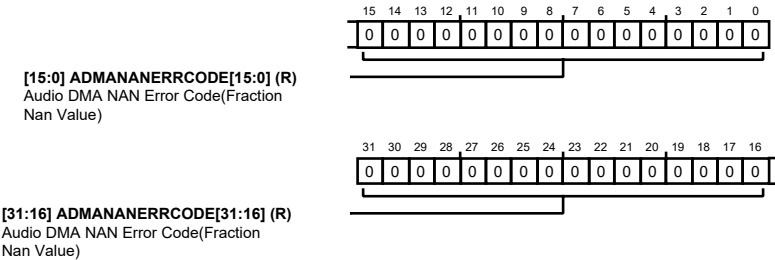 15 14 13 12 11 10 9 8 7 6 5 4 3 2 1 0
0 0 0 0 0 0 0 0 0 0 0 0 0 0 0 0
[15:0] ADMANANERRCODE[15:0] (R)
Audio DMA NAN Error Code(Fraction
Nan Value)
31 30 29 28 27 26 25 24 23 22 21 20 19 18 17 16
0 0 0 0 0 0 0 0 0 0 0 0 0 0 0 0
[31:16] ADMANANERRCODE[31:16] (R)
Audio DMA NAN Error Code(Fraction
Nan Value)